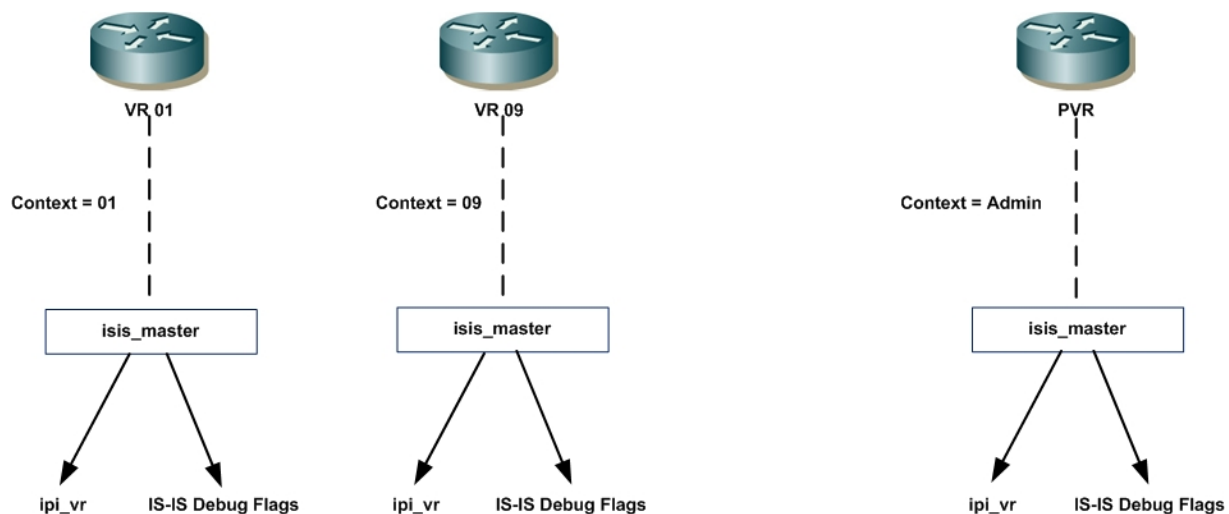 VR 01
VR 09
PVR
Context = 01
Context = 09
Context = Admin
isis_master
isis_master
isis_master
ipi_vr
IS-IS Debug Flags
ipi_vr
IS-IS Debug Flags
ipi_vr
IS-IS Debug Flags